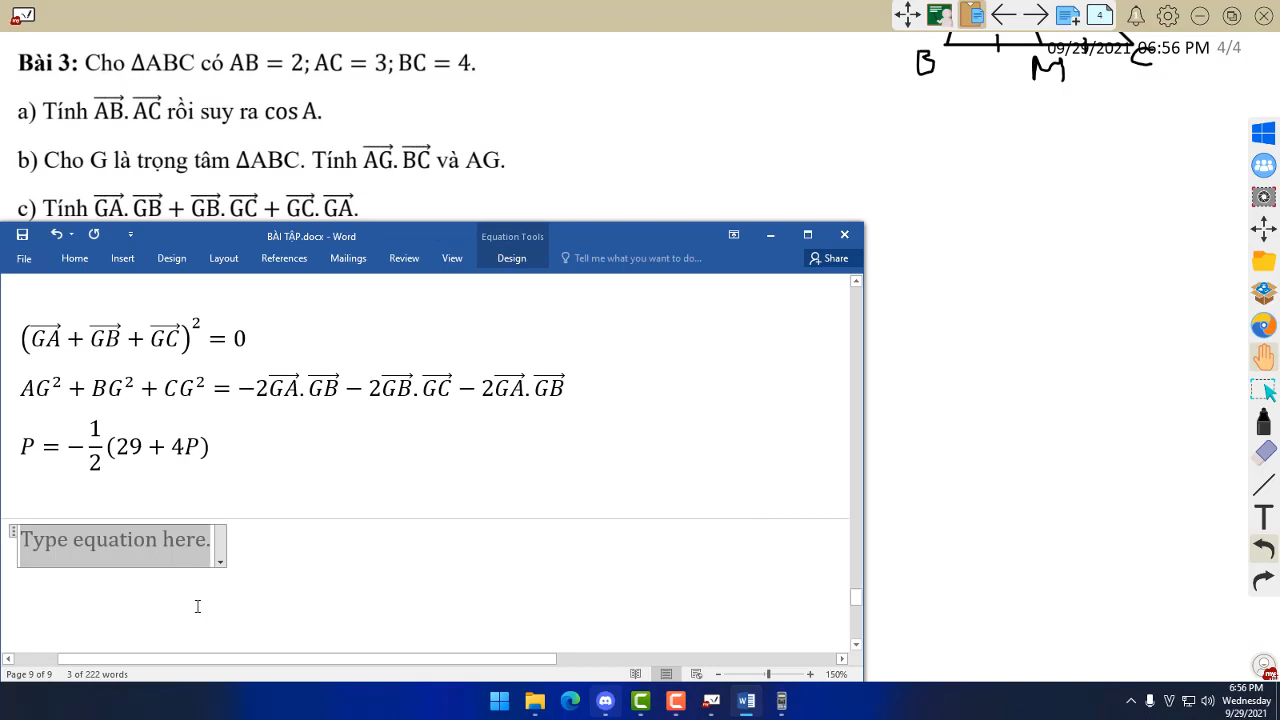 4
09/29/2021 06:56 PM 4/4
B M C
Bài 3: Cho ΔABC có AB = 2; AC = 3; BC = 4.
a) Tính AB. AC rồi suy ra cos A.
b) Cho G là trọng tâm ΔABC. Tính AG. BC và AG.
c) Tính GA. GB + GB. GC + GC. GA.
BÀI TẬP.docx - Word Equation Tools
File Home Insert Design Layout References Mailings Review View Design Tell me what you want to do... Share
(GA + GB + GC)² = 0
AG² + BG² + CG² = −2GA. GB − 2GB. GC − 2GA. GB
P = −1/2(29 + 4P)
Type equation here.
Page 9 of 9 3 of 222 words 150%
6:56 PM
Wednesday
9/29/2021